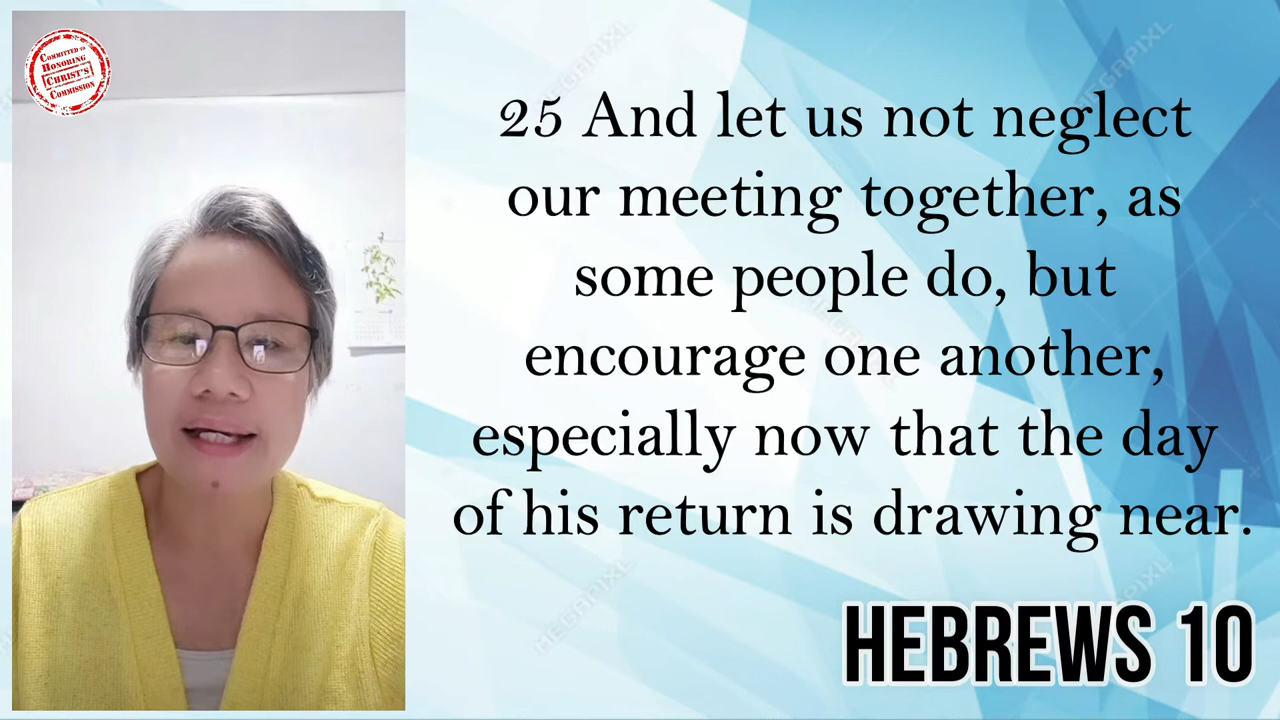 COMMITTED TO
HONORING
CHRIST'S
COMMISSION
25 And let us not neglect
our meeting together, as
some people do, but
encourage one another,
especially now that the day
of his return is drawing near.
HEBREWS 10